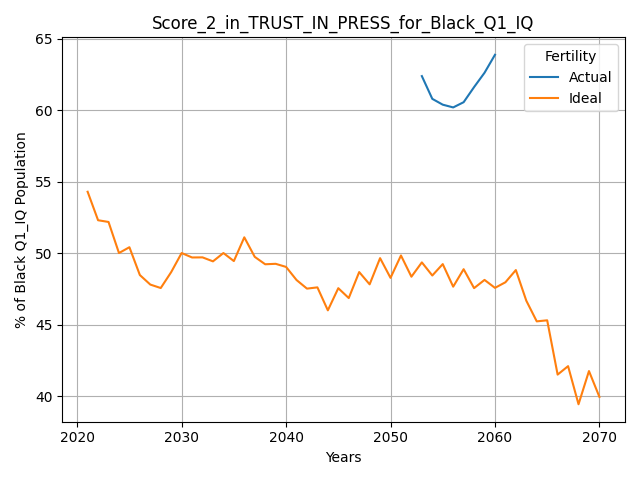 Score_2_in_TRUST_IN_PRESS_for_Black_Q1_IQ
% of Black Q1_IQ Population
65
60
55
50
45
40
Fertility
Actual
Ideal
2020 2030 2040 2050 2060 2070
Years